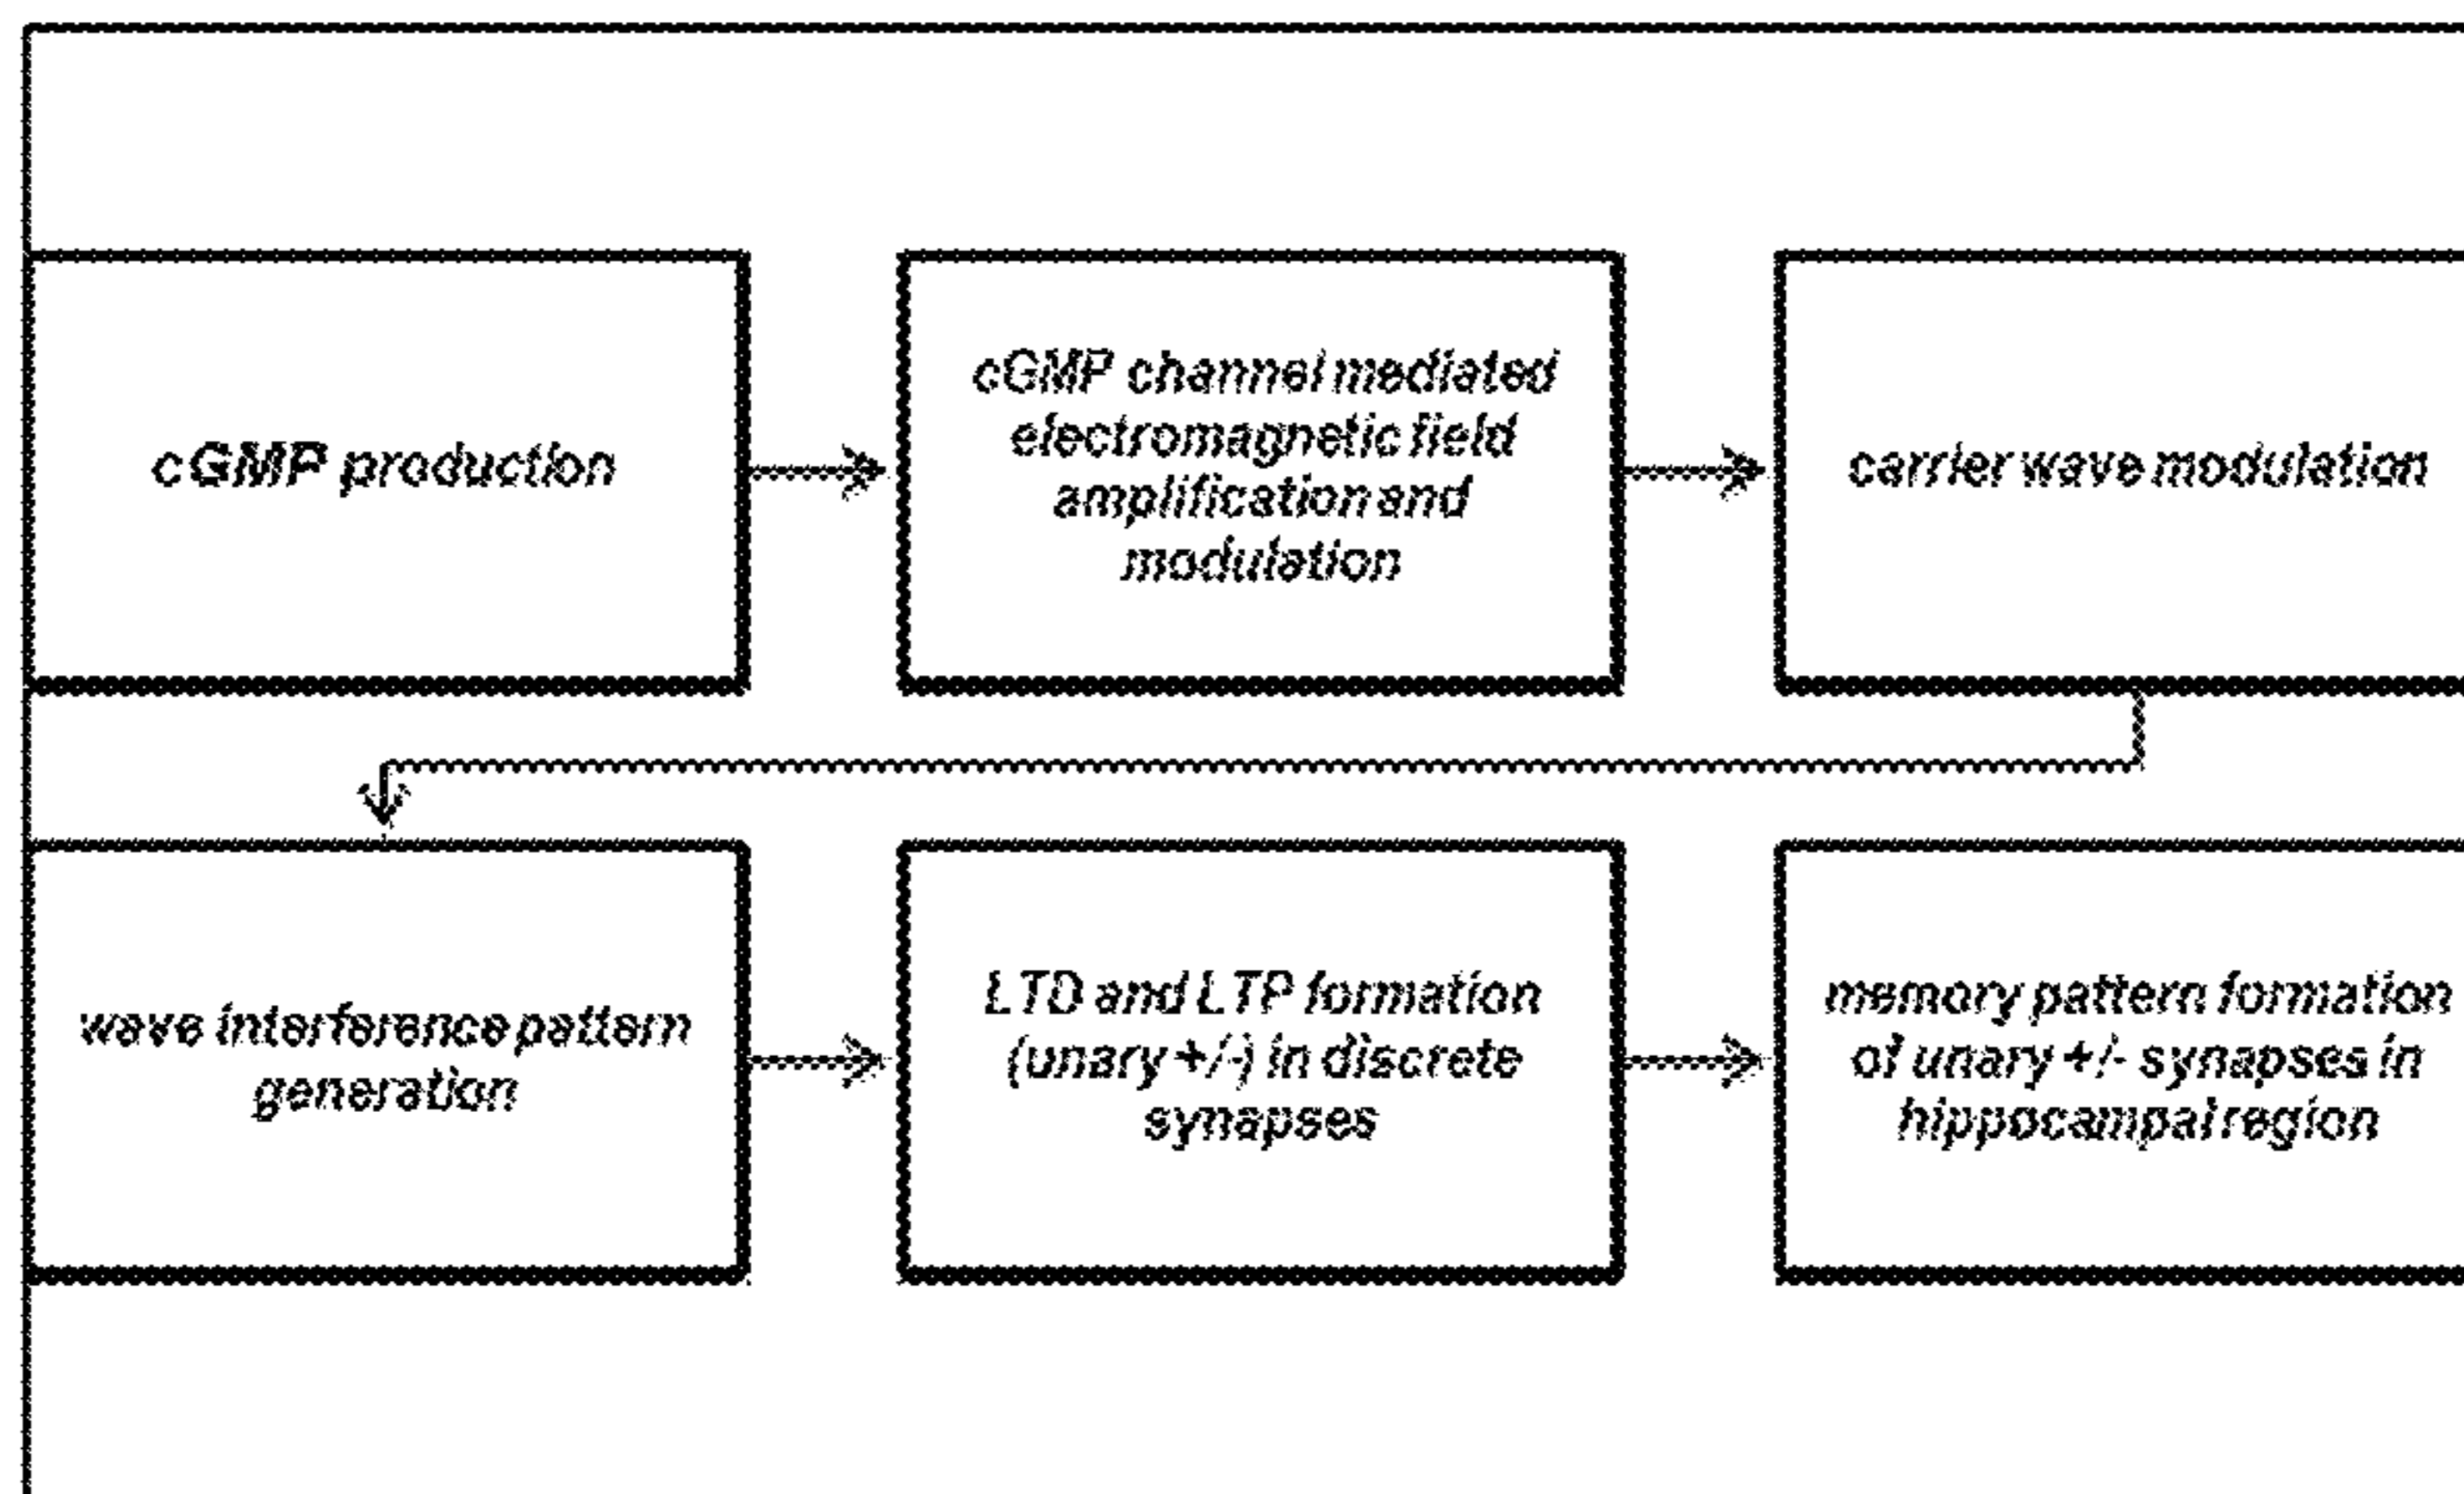 cGMP production
cGMP channel mediated
electromagnetic field
amplification and
modulation
carrier wave modulation
wave interference pattern
generation
LTD and LTP formation
(unary +/-) in discrete
synapses
memory pattern formation
of unary +/- synapses in
hippocampal region